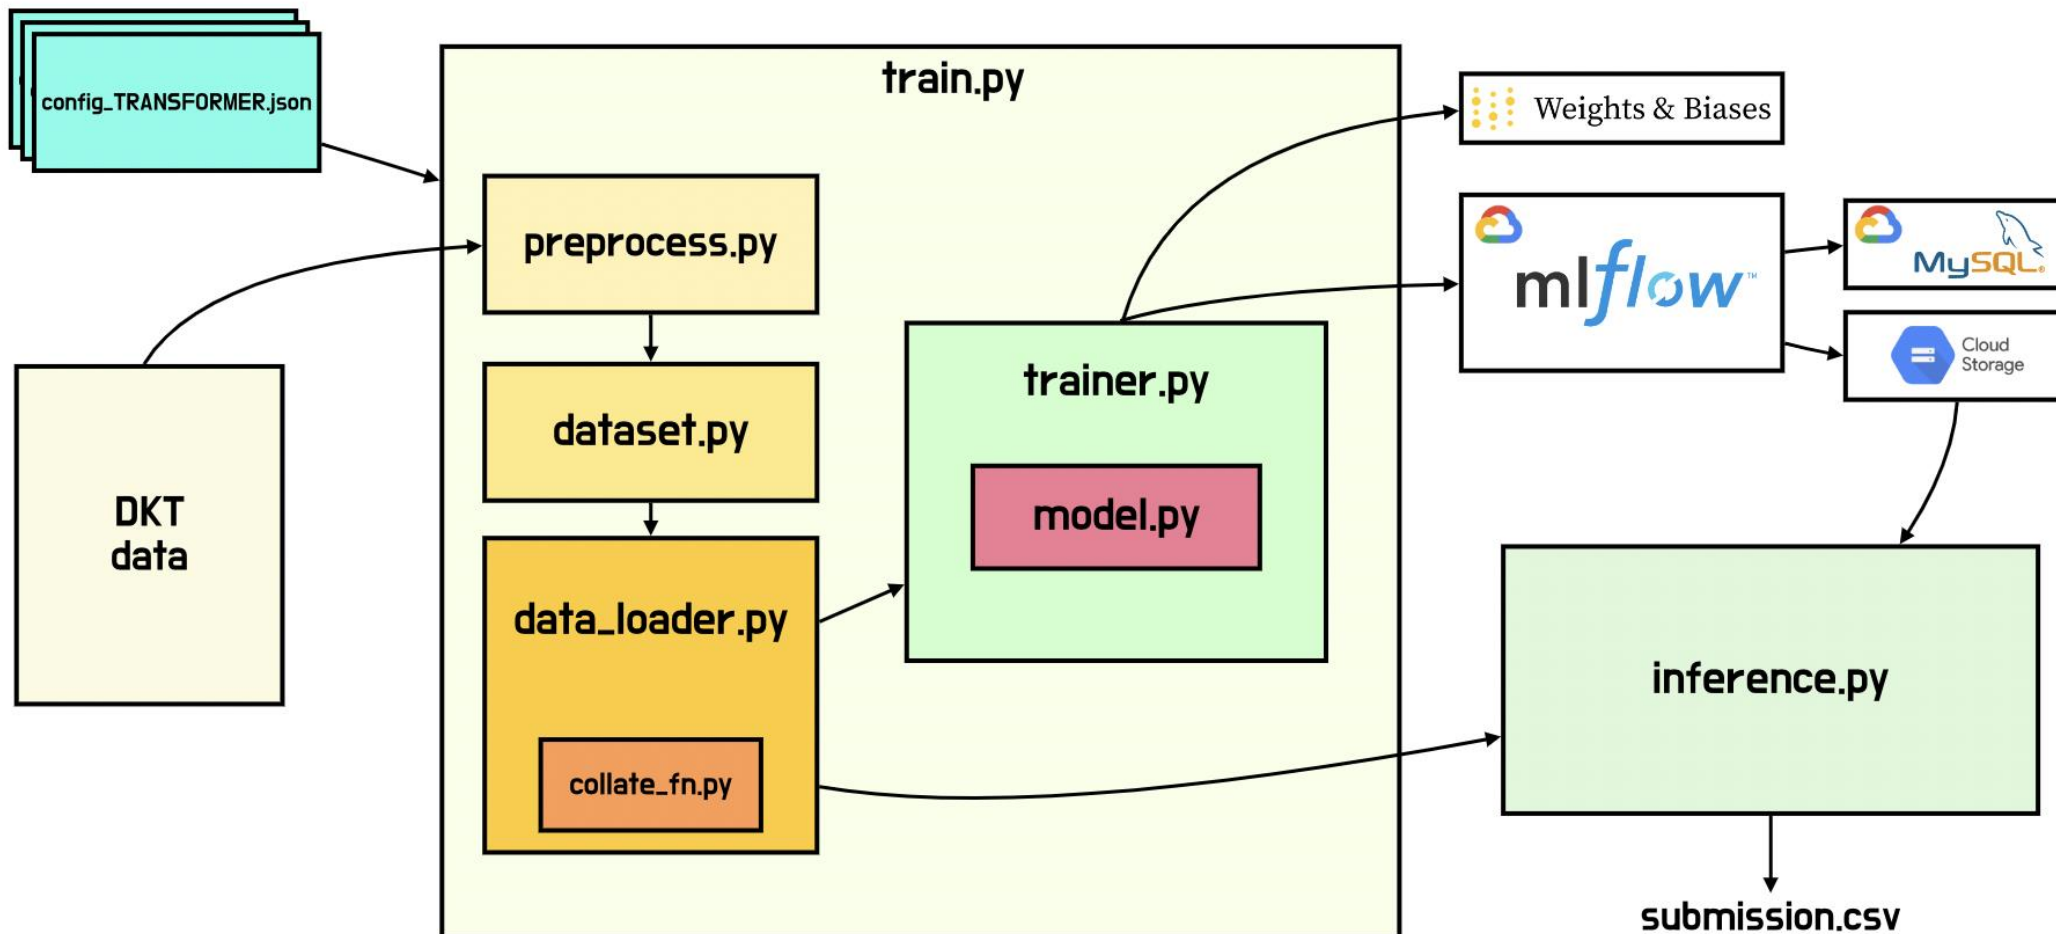 config_TRANSFORMER.json
train.py
Weights & Biases
preprocess.py
mlflow™
MySQL®
Cloud
Storage
dataset.py
trainer.py
DKT
data
model.py
data_loader.py
inference.py
collate_fn.py
submission.csv